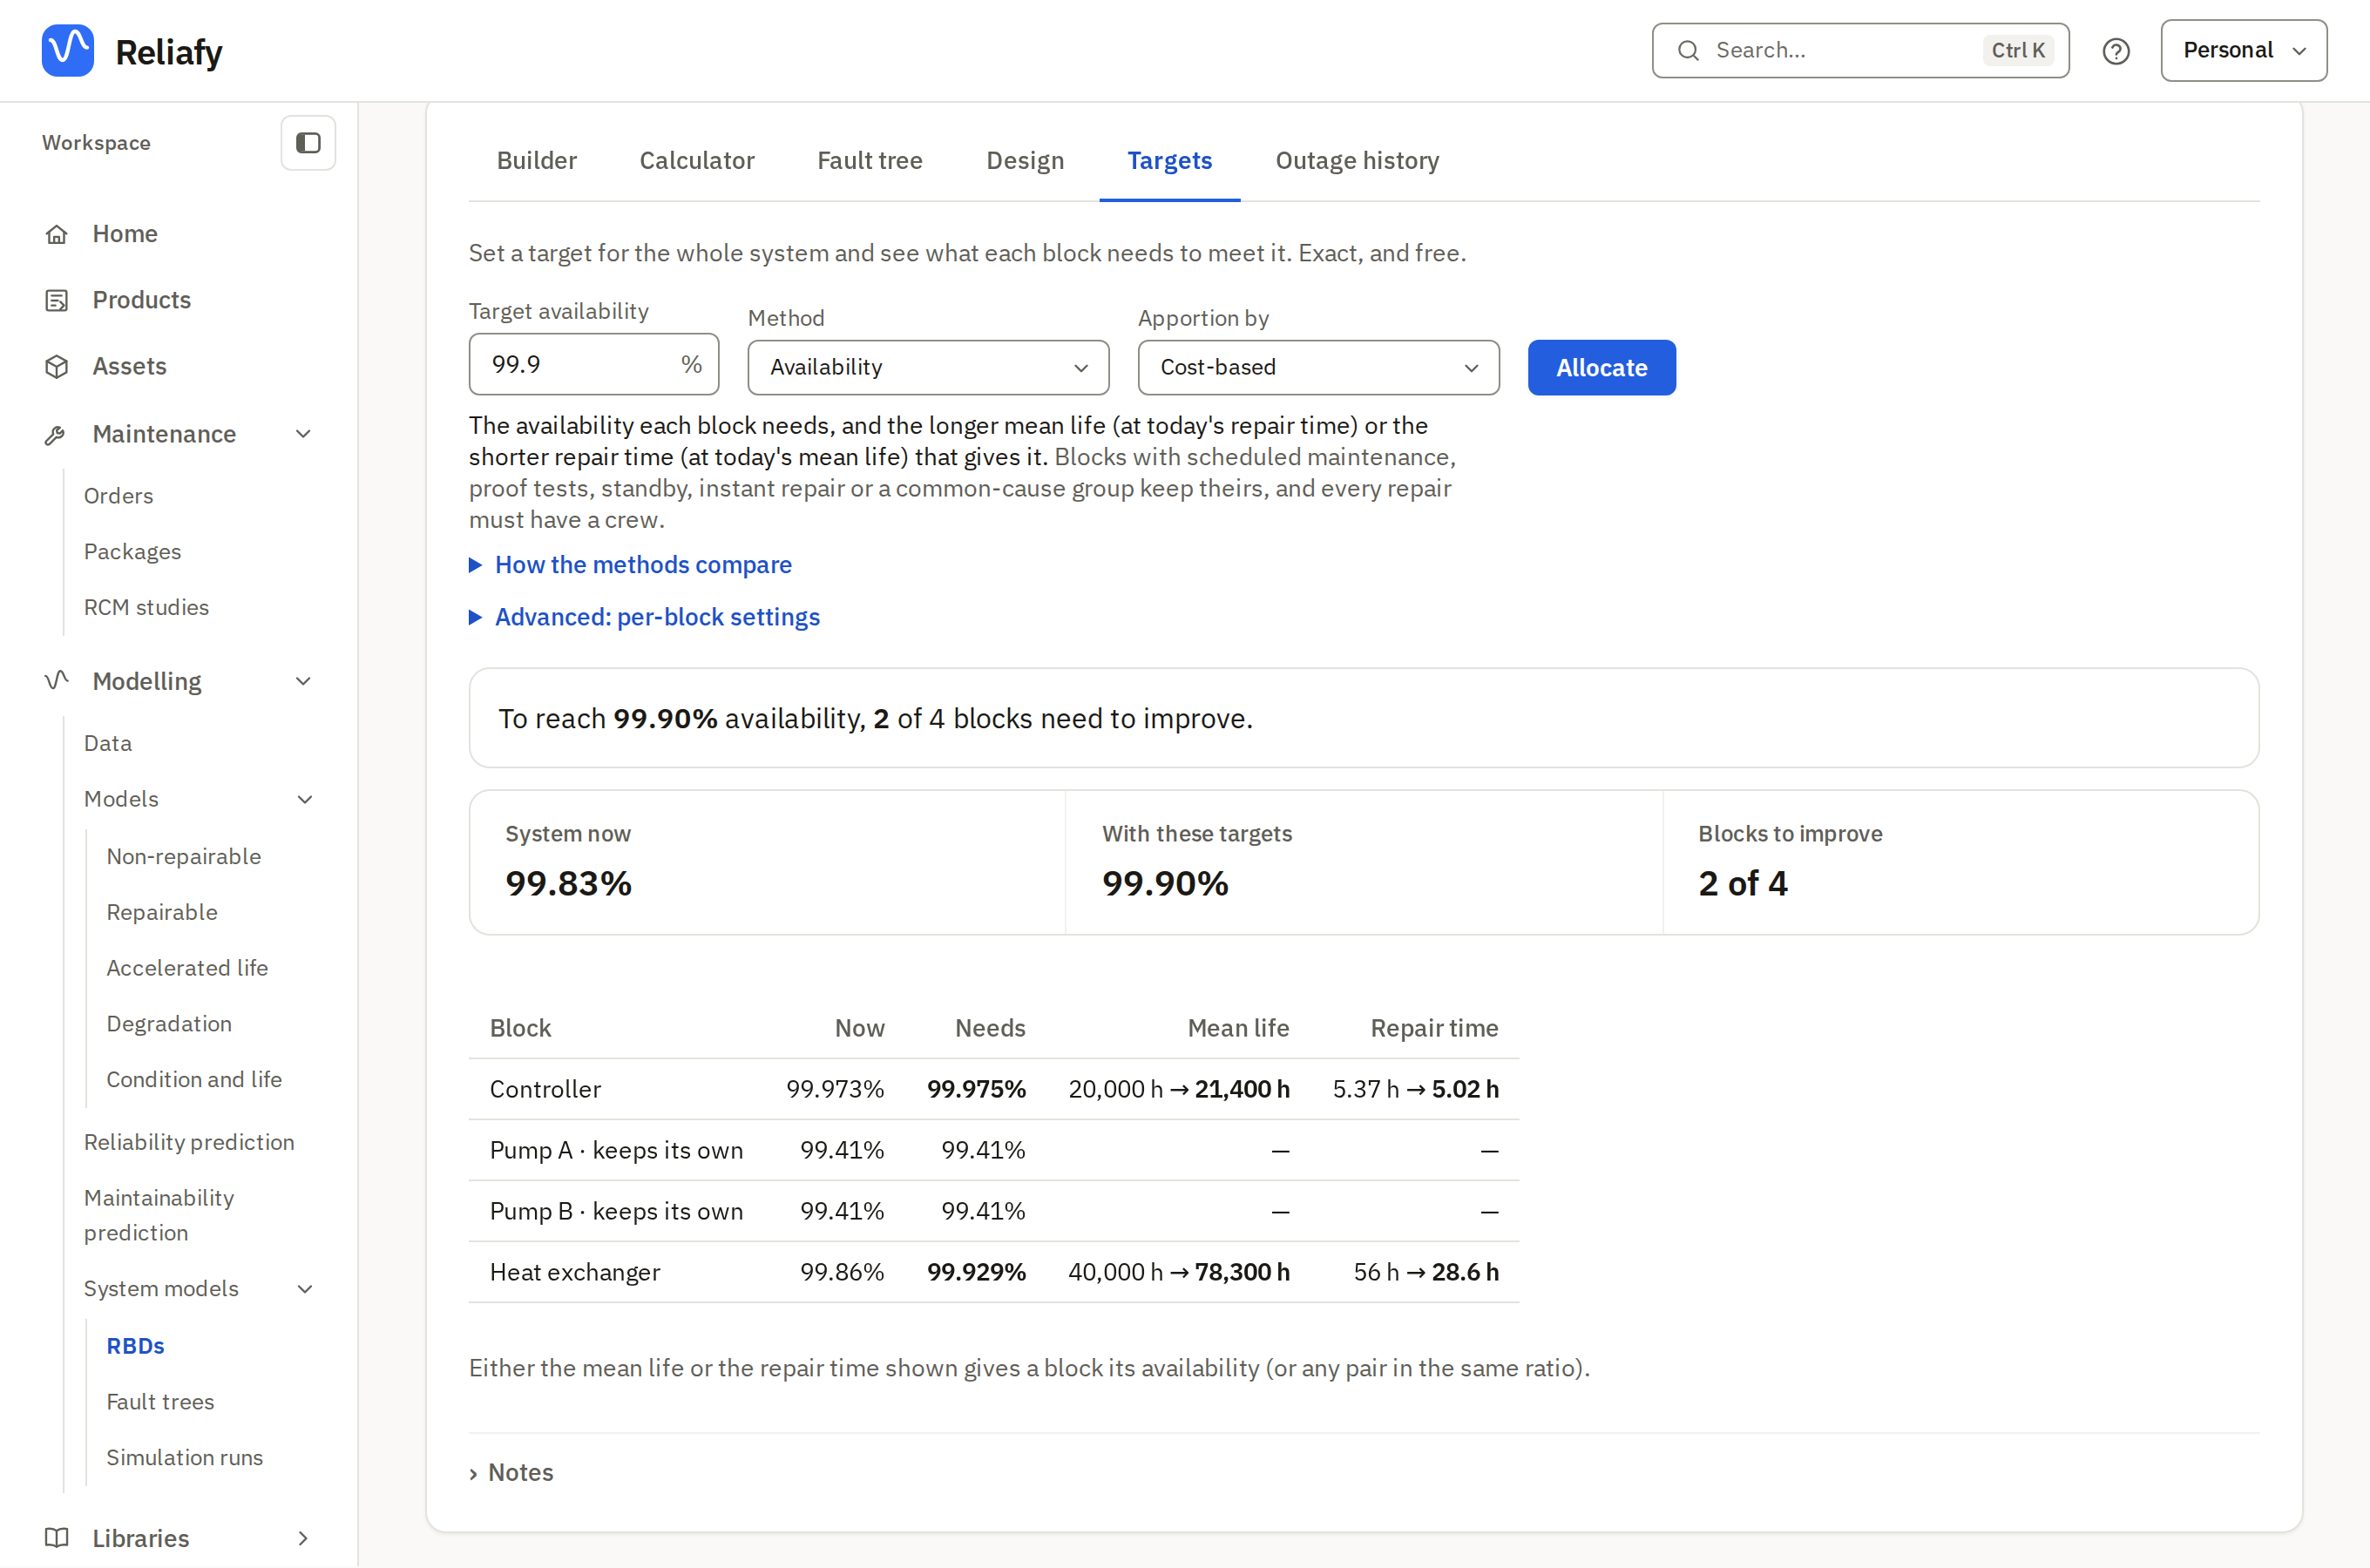 Reliafy
Search...
Ctrl K
Personal
Workspace
Home
Products
Assets
Maintenance
Orders
Packages
RCM studies
Modelling
Data
Models
Non-repairable
Repairable
Accelerated life
Degradation
Condition and life
Reliability prediction
Maintainability
prediction
System models
RBDs
Fault trees
Simulation runs
Libraries
Builder Calculator Fault tree Design Targets Outage history
Set a target for the whole system and see what each block needs to meet it. Exact, and free.
Target availability Method Apportion by
99.9 % Availability Cost-based Allocate
The availability each block needs, and the longer mean life (at today's repair time) or the
shorter repair time (at today's mean life) that gives it. Blocks with scheduled maintenance,
proof tests, standby, instant repair or a common-cause group keep theirs, and every repair
must have a crew.
▶ How the methods compare
▶ Advanced: per-block settings
To reach 99.90% availability, 2 of 4 blocks need to improve.
System now With these targets Blocks to improve
99.83% 99.90% 2 of 4
Block Now Needs Mean life Repair time
Controller 99.973% 99.975% 20,000 h → 21,400 h 5.37 h → 5.02 h
Pump A · keeps its own 99.41% 99.41% — —
Pump B · keeps its own 99.41% 99.41% — —
Heat exchanger 99.86% 99.929% 40,000 h → 78,300 h 56 h → 28.6 h
Either the mean life or the repair time shown gives a block its availability (or any pair in the same ratio).
› Notes